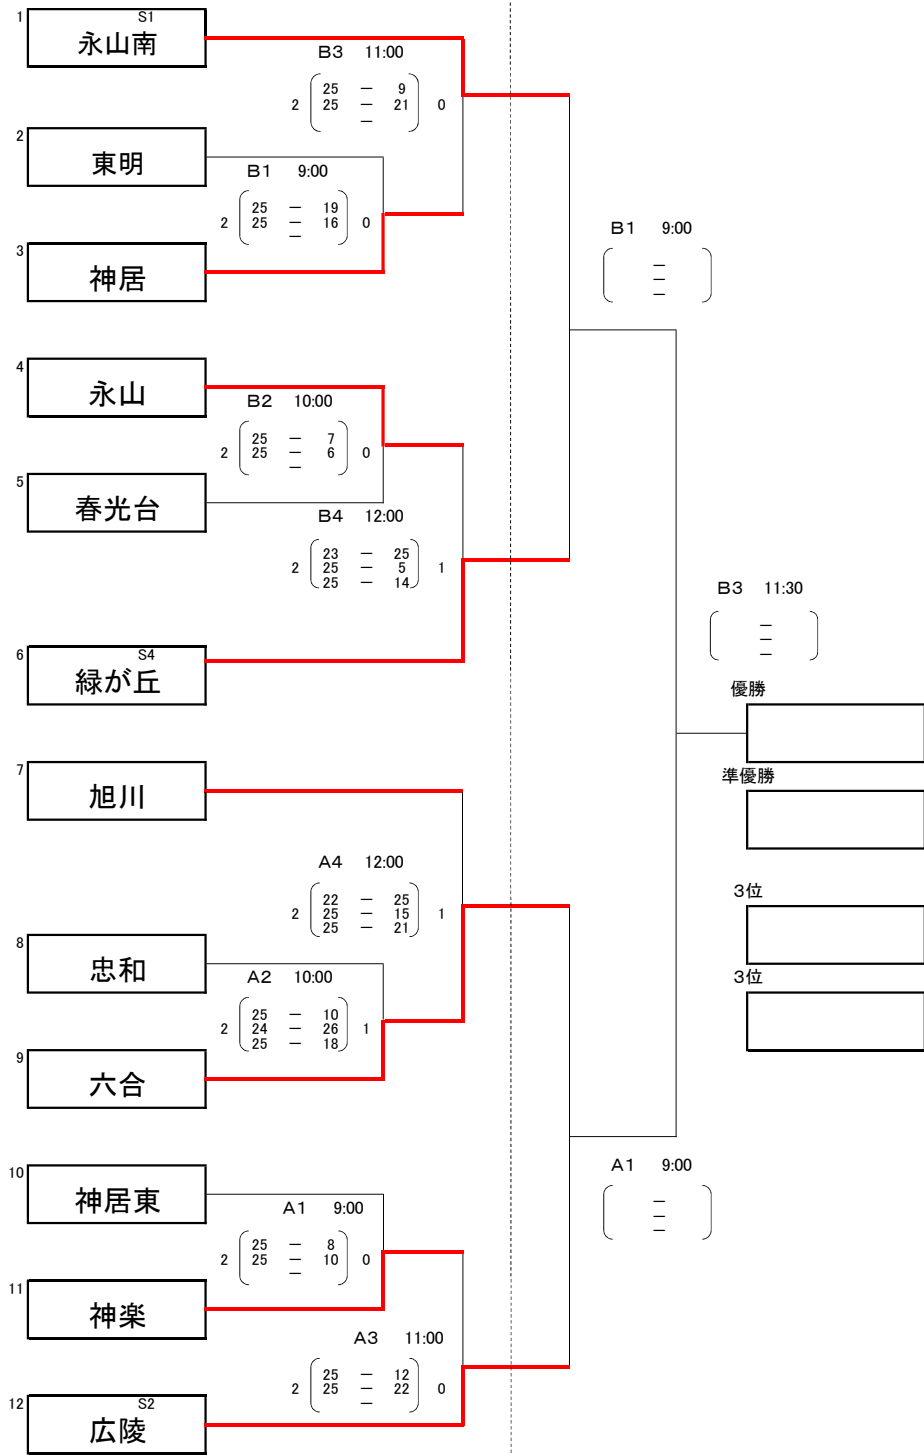 1 S1
永山南
B3 11:00
25 — 9
2 25 — 21 0
—
2
東明
B1 9:00
25 — 19
2 25 — 16 0
—
B1 9:00
—
—
—
3
神居
4
永山
B2 10:00
25 — 7
2 25 — 6 0
—
5
春光台
B4 12:00
23 — 25
2 25 — 5 1
25 — 14
B3 11:30
—
—
—
6 S4
緑が丘
優勝
7
旭川
準優勝
A4 12:00
22 — 25
2 25 — 15 1
25 — 21
3位
8
忠和
A2 10:00
3位
25 — 10
2 24 — 26 1
25 — 18
9
六合
10
神居東
A1 9:00
A1 9:00
—
—
—
25 — 8
2 25 — 10 0
—
11
神楽
A3 11:00
25 — 12
2 25 — 22 0
—
12 S2
広陵